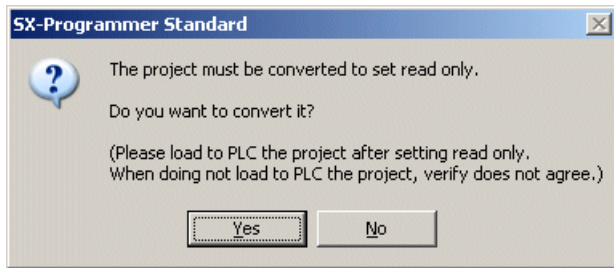 SX-Programmer Standard
The project must be converted to set read only.
Do you want to convert it?
(Please load to PLC the project after setting read only.
When doing not load to PLC the project, verify does not agree.)
Yes
No